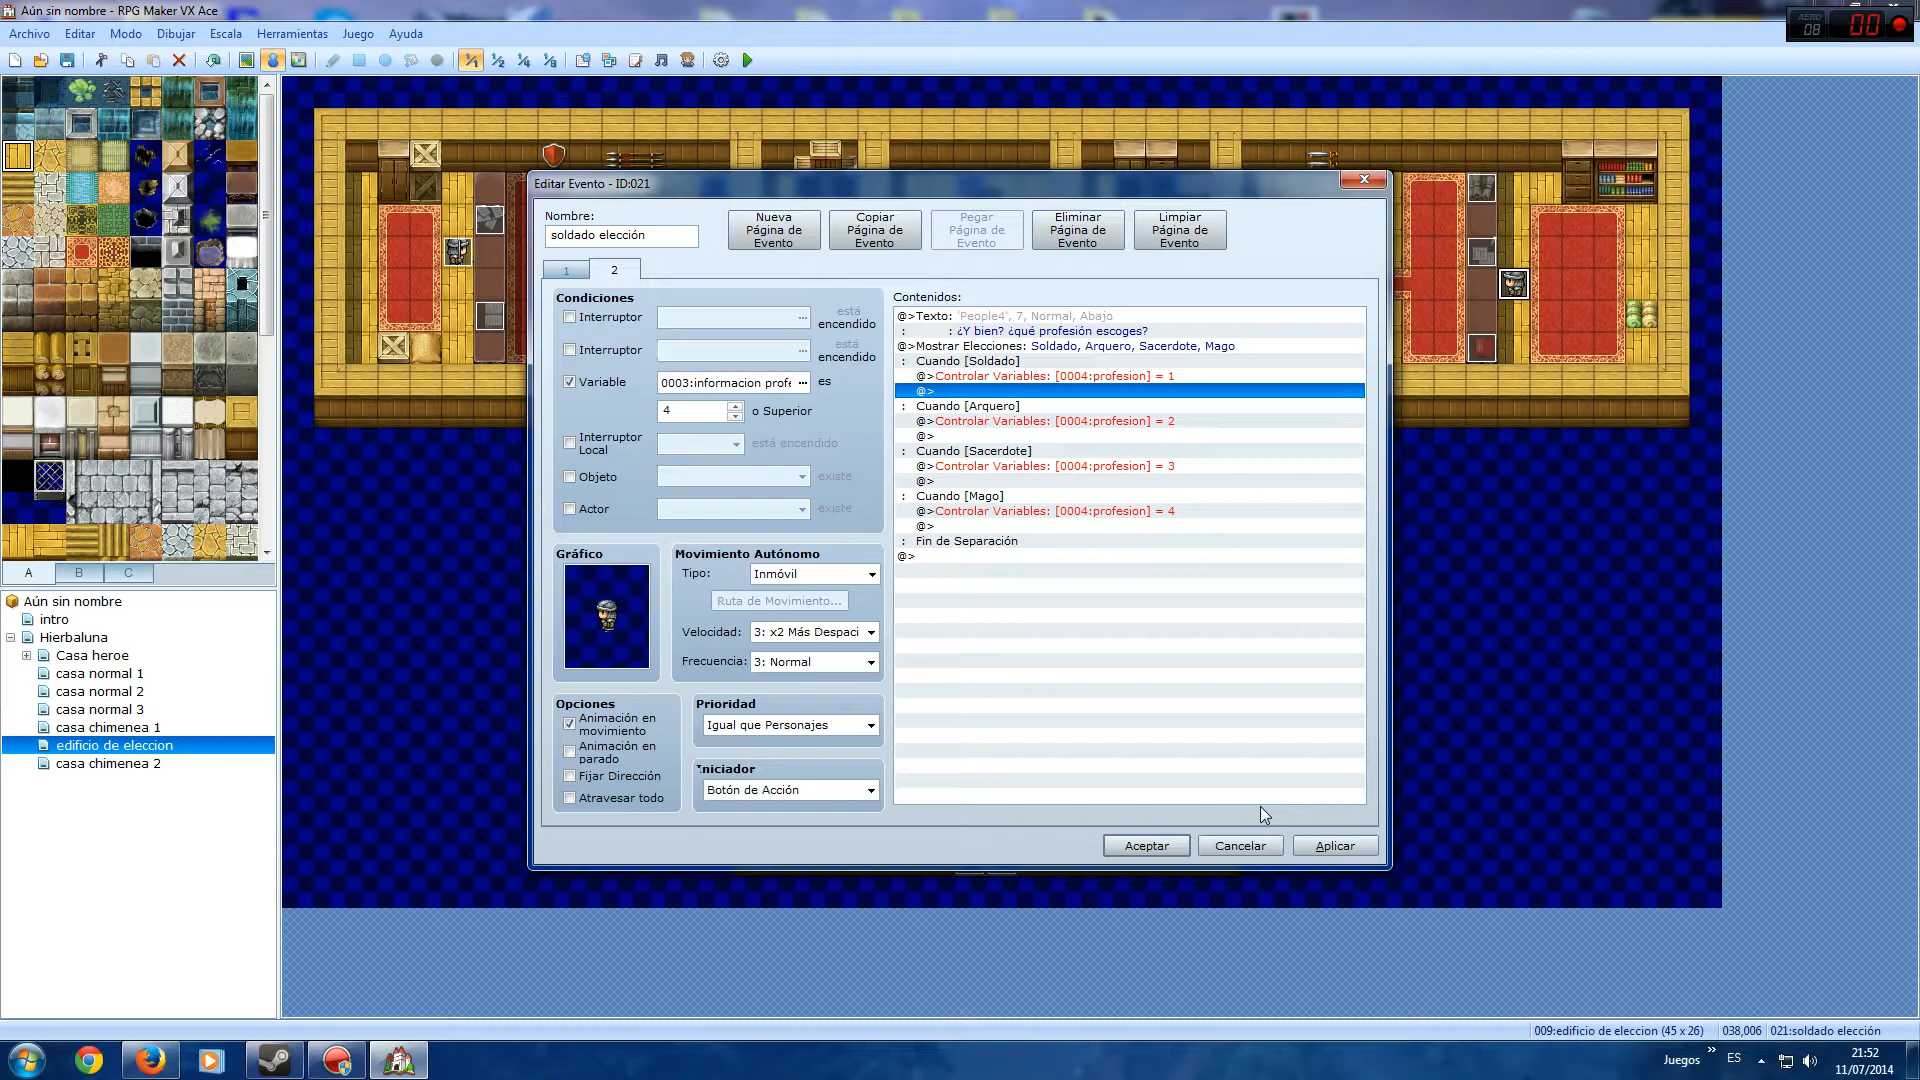 Aún sin nombre - RPG Maker VX Ace
Archivo Editar Modo Dibujar Escala Herramientas Juego Ayuda
AERO
08 00
Editar Evento - ID:021
Nombre:
soldado elección
Nueva Página de Evento
Copiar Página de Evento
Pegar Página de Evento
Eliminar Página de Evento
Limpiar Página de Evento
1 2
Condiciones
Interruptor ... está encendido
Interruptor ... está encendido
Variable 0003:informacion profe ... es
4 o Superior
Interruptor Local está encendido
Objeto existe
Actor existe
Gráfico
Movimiento Autónomo
Tipo: Inmóvil
Ruta de Movimiento...
Velocidad: 3: x2 Más Despaci
Frecuencia: 3: Normal
Opciones
Animación en movimiento
Animación en parado
Fijar Dirección
Atravesar todo
Prioridad
Igual que Personajes
Iniciador
Botón de Acción
Contenidos:
@>Texto: 'People4', 7, Normal, Abajo
: : ¿Y bien? ¿qué profesión escoges?
@>Mostrar Elecciones: Soldado, Arquero, Sacerdote, Mago
: Cuando [Soldado]
@>Controlar Variables: [0004:profesion] = 1
@>
: Cuando [Arquero]
@>Controlar Variables: [0004:profesion] = 2
@>
: Cuando [Sacerdote]
@>Controlar Variables: [0004:profesion] = 3
@>
: Cuando [Mago]
@>Controlar Variables: [0004:profesion] = 4
@>
: Fin de Separación
@>
Aceptar Cancelar Aplicar
A B C
Aún sin nombre
intro
Hierbaluna
Casa heroe
casa normal 1
casa normal 2
casa normal 3
casa chimenea 1
edificio de eleccion
casa chimenea 2
009:edificio de eleccion (45 x 26) 038,006 021:soldado elección
Juegos » ES
21:52
11/07/2014